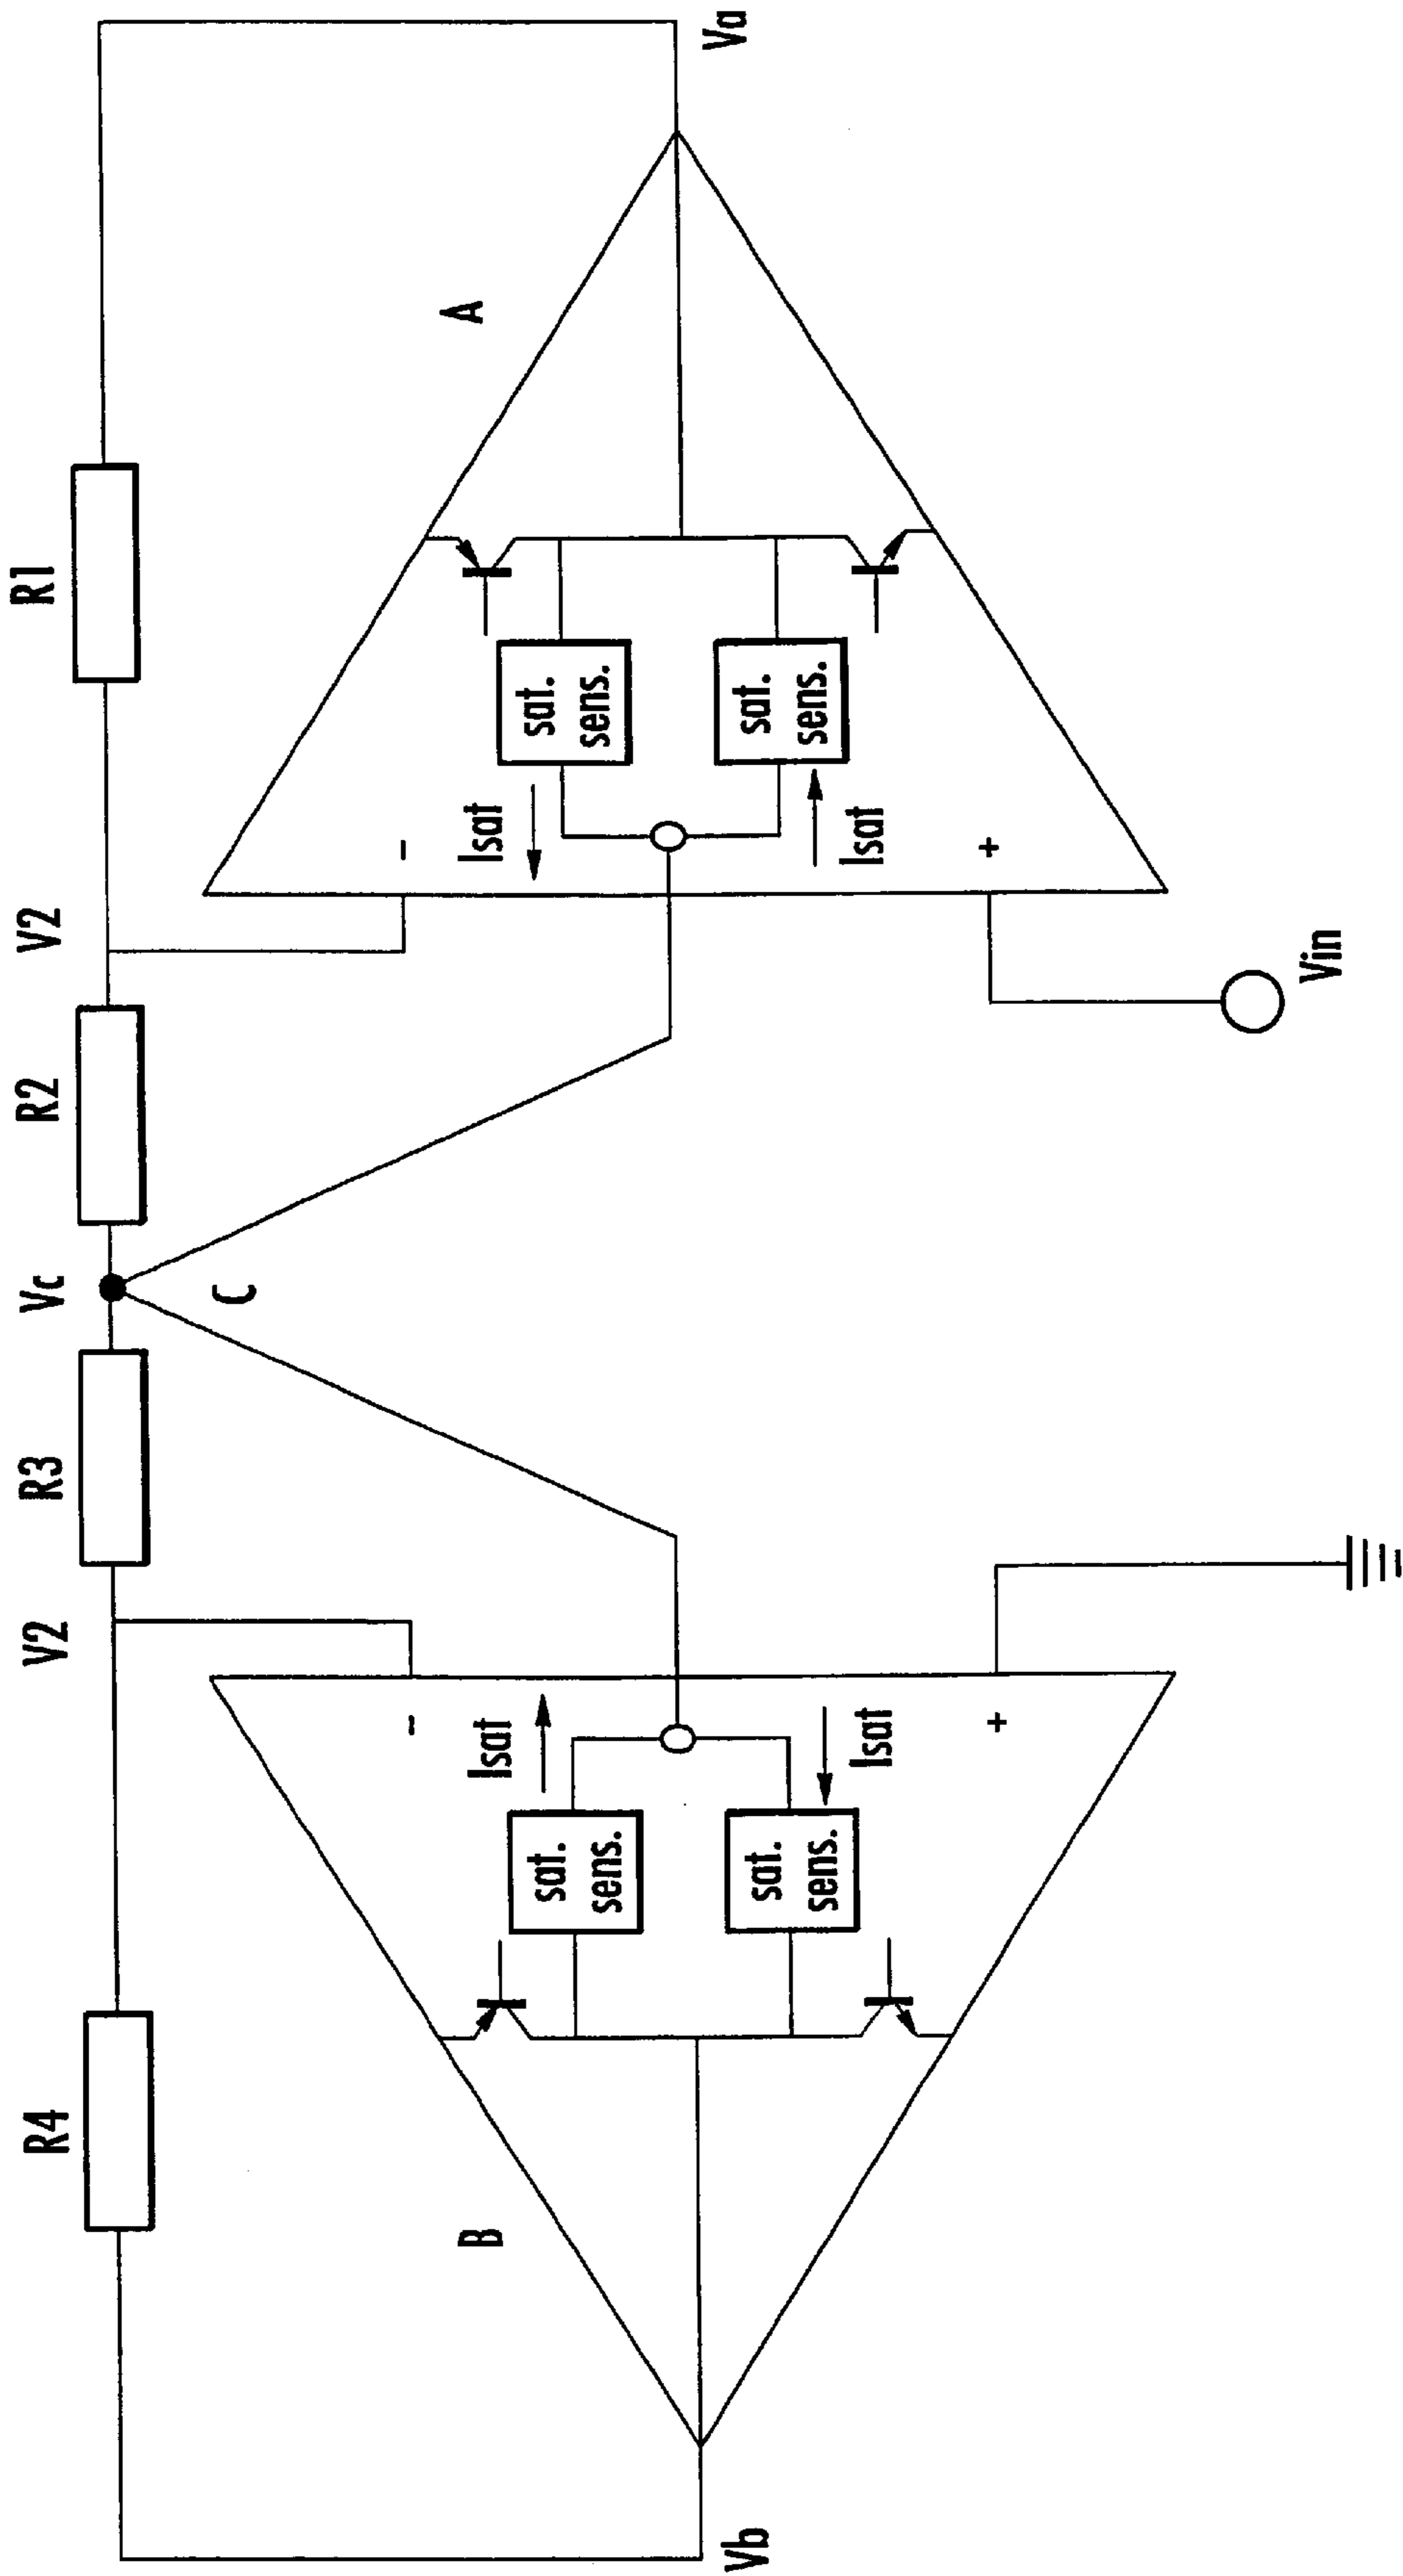 R4
V2
R3
Vc
R2
V2
R1
C
-
-
B
Isat
Isat
A
sat.
sens.
sat.
sens.
Vb
Va
sat.
sens.
sat.
sens.
Isat
Isat
+
+
Vin